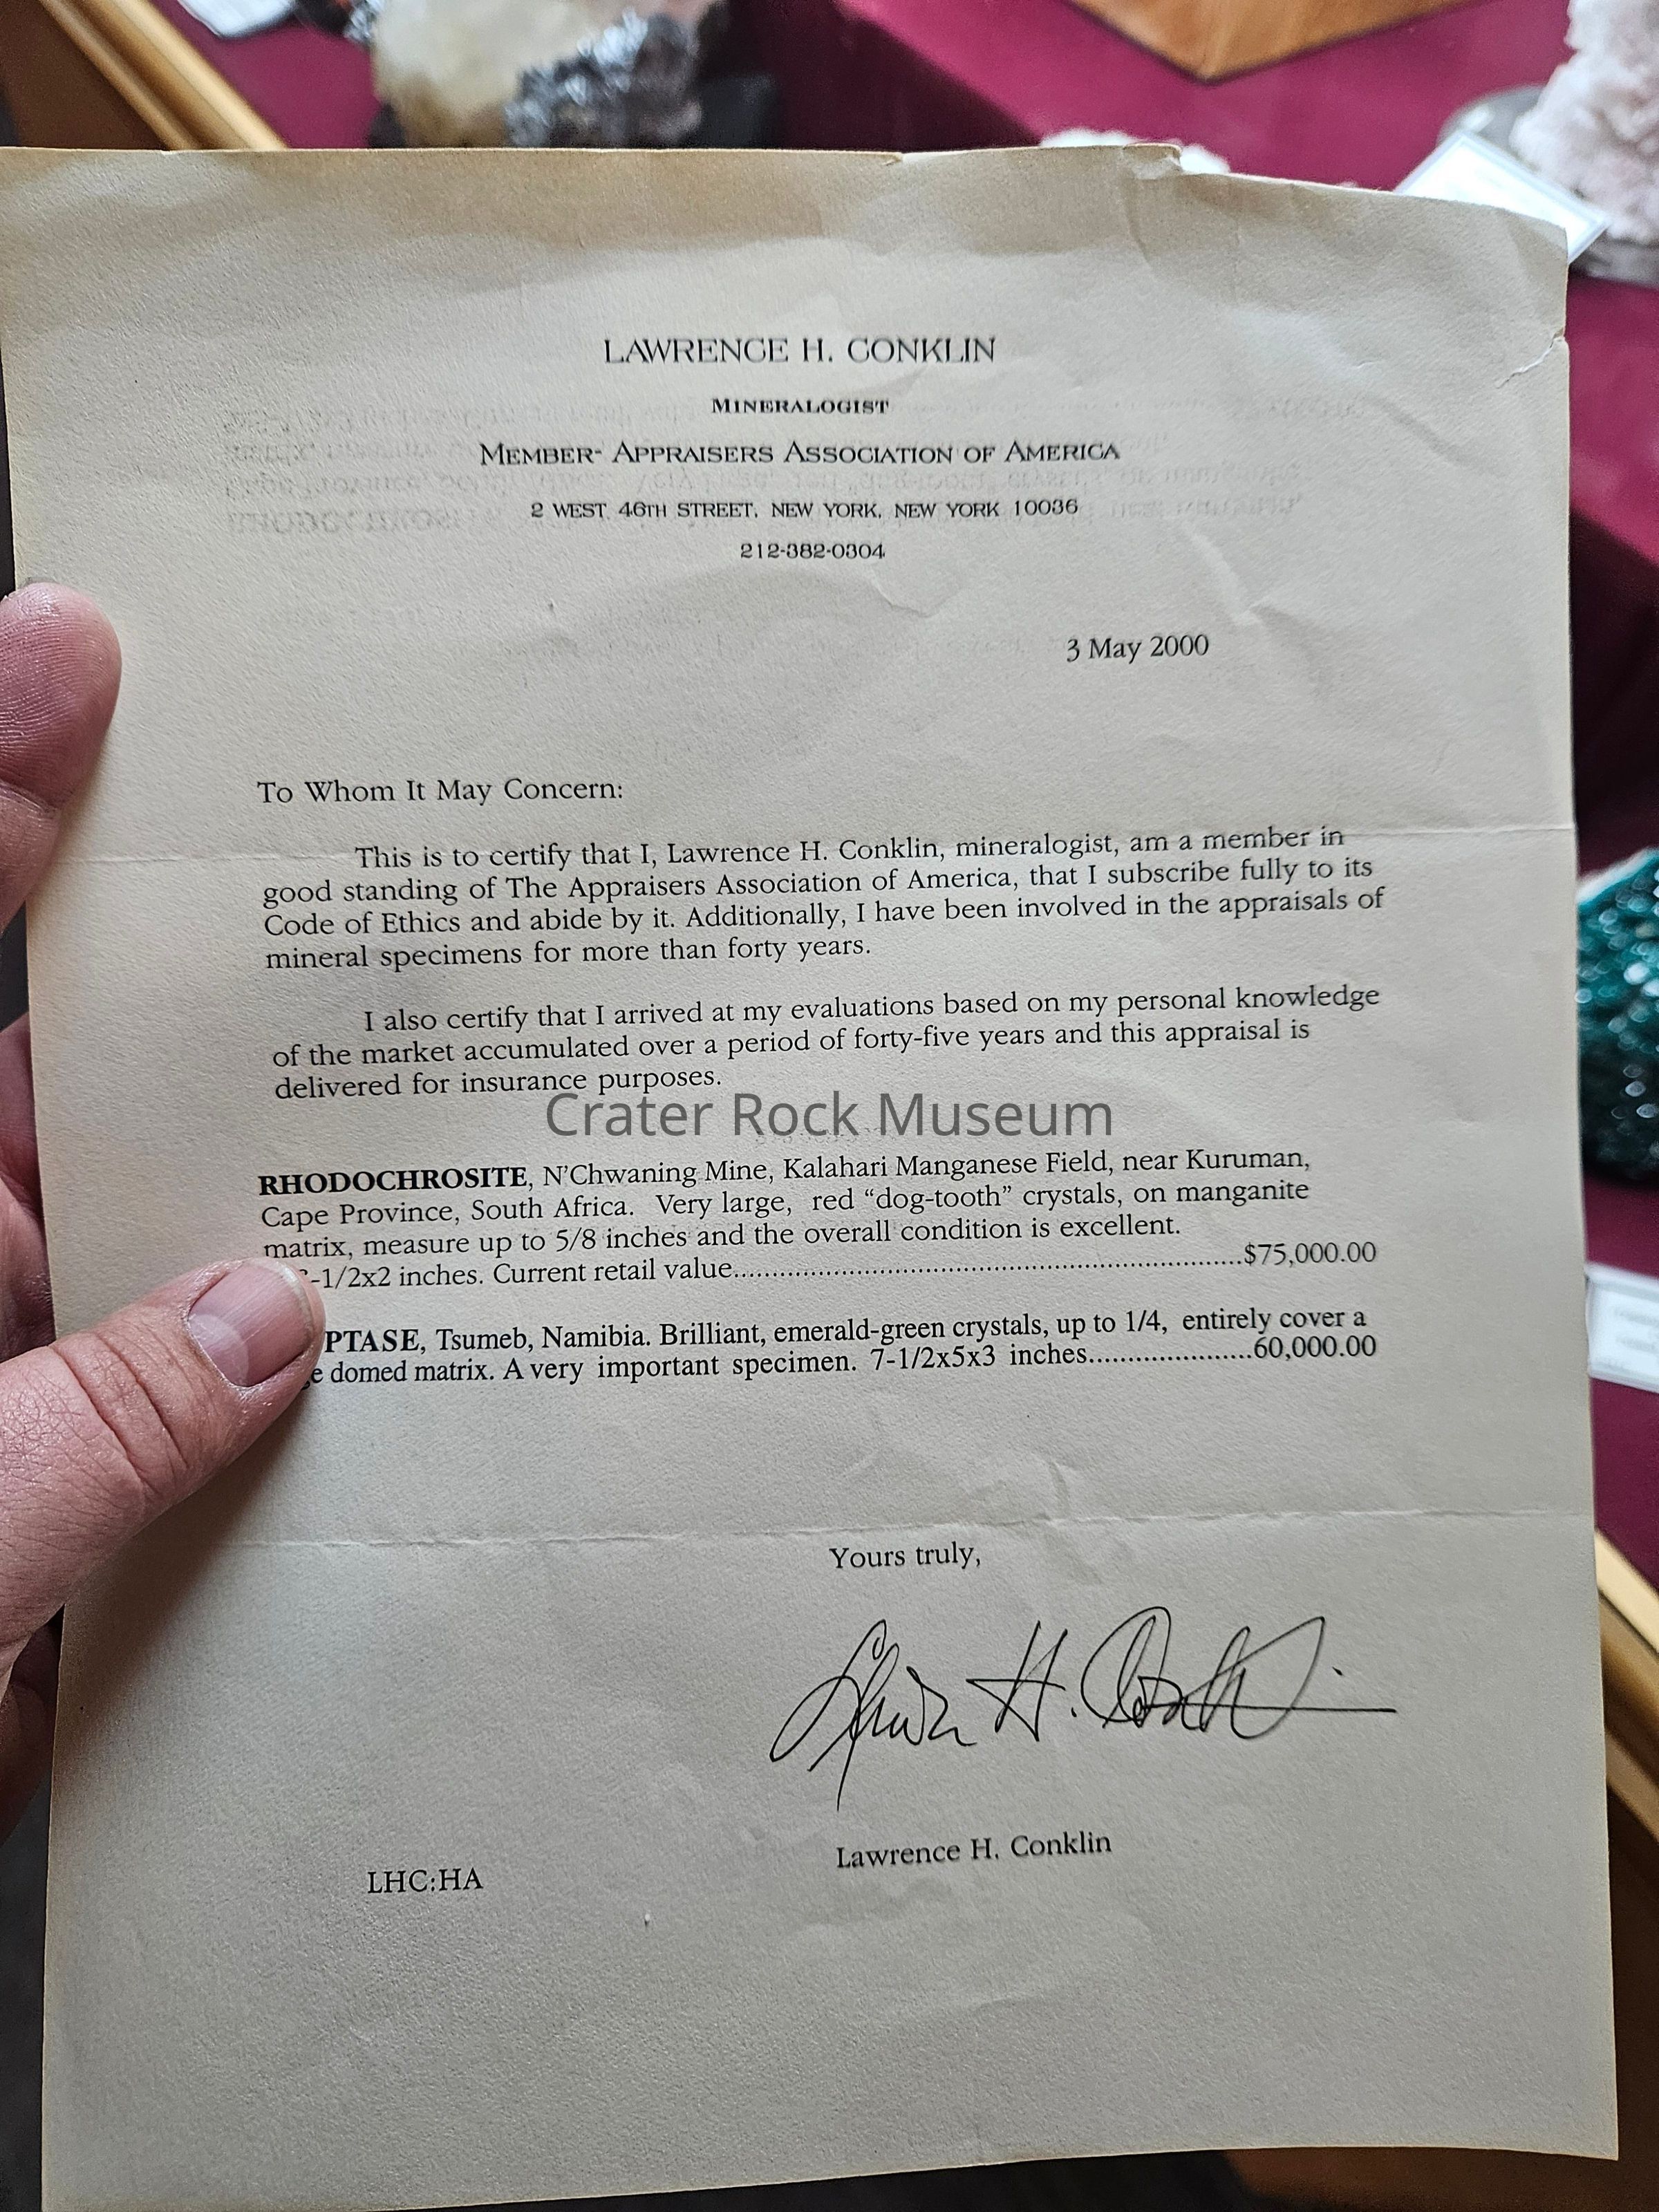 LAWRENCE H. CONKLIN
MINERALOGIST
MEMBER- APPRAISERS ASSOCIATION OF AMERICA
2 WEST 46TH STREET, NEW YORK, NEW YORK 10036
212-382-0304
3 May 2000
To Whom It May Concern:
This is to certify that I, Lawrence H. Conklin, mineralogist, am a member in
good standing of The Appraisers Association of America, that I subscribe fully to its
Code of Ethics and abide by it. Additionally, I have been involved in the appraisals of
mineral specimens for more than forty years.
I also certify that I arrived at my evaluations based on my personal knowledge
of the market accumulated over a period of forty-five years and this appraisal is
delivered for insurance purposes.
Crater Rock Museum
RHODOCHROSITE, N'Chwaning Mine, Kalahari Manganese Field, near Kuruman,
Cape Province, South Africa. Very large, red “dog-tooth” crystals, on manganite
matrix, measure up to 5/8 inches and the overall condition is excellent.
-1/2x2 inches. Current retail value..........$75,000.00
PTASE, Tsumeb, Namibia. Brilliant, emerald-green crystals, up to 1/4, entirely cover a
domed matrix. A very important specimen. 7-1/2x5x3 inches..........60,000.00
Yours truly,
Lawrence H. Conklin
LHC:HA